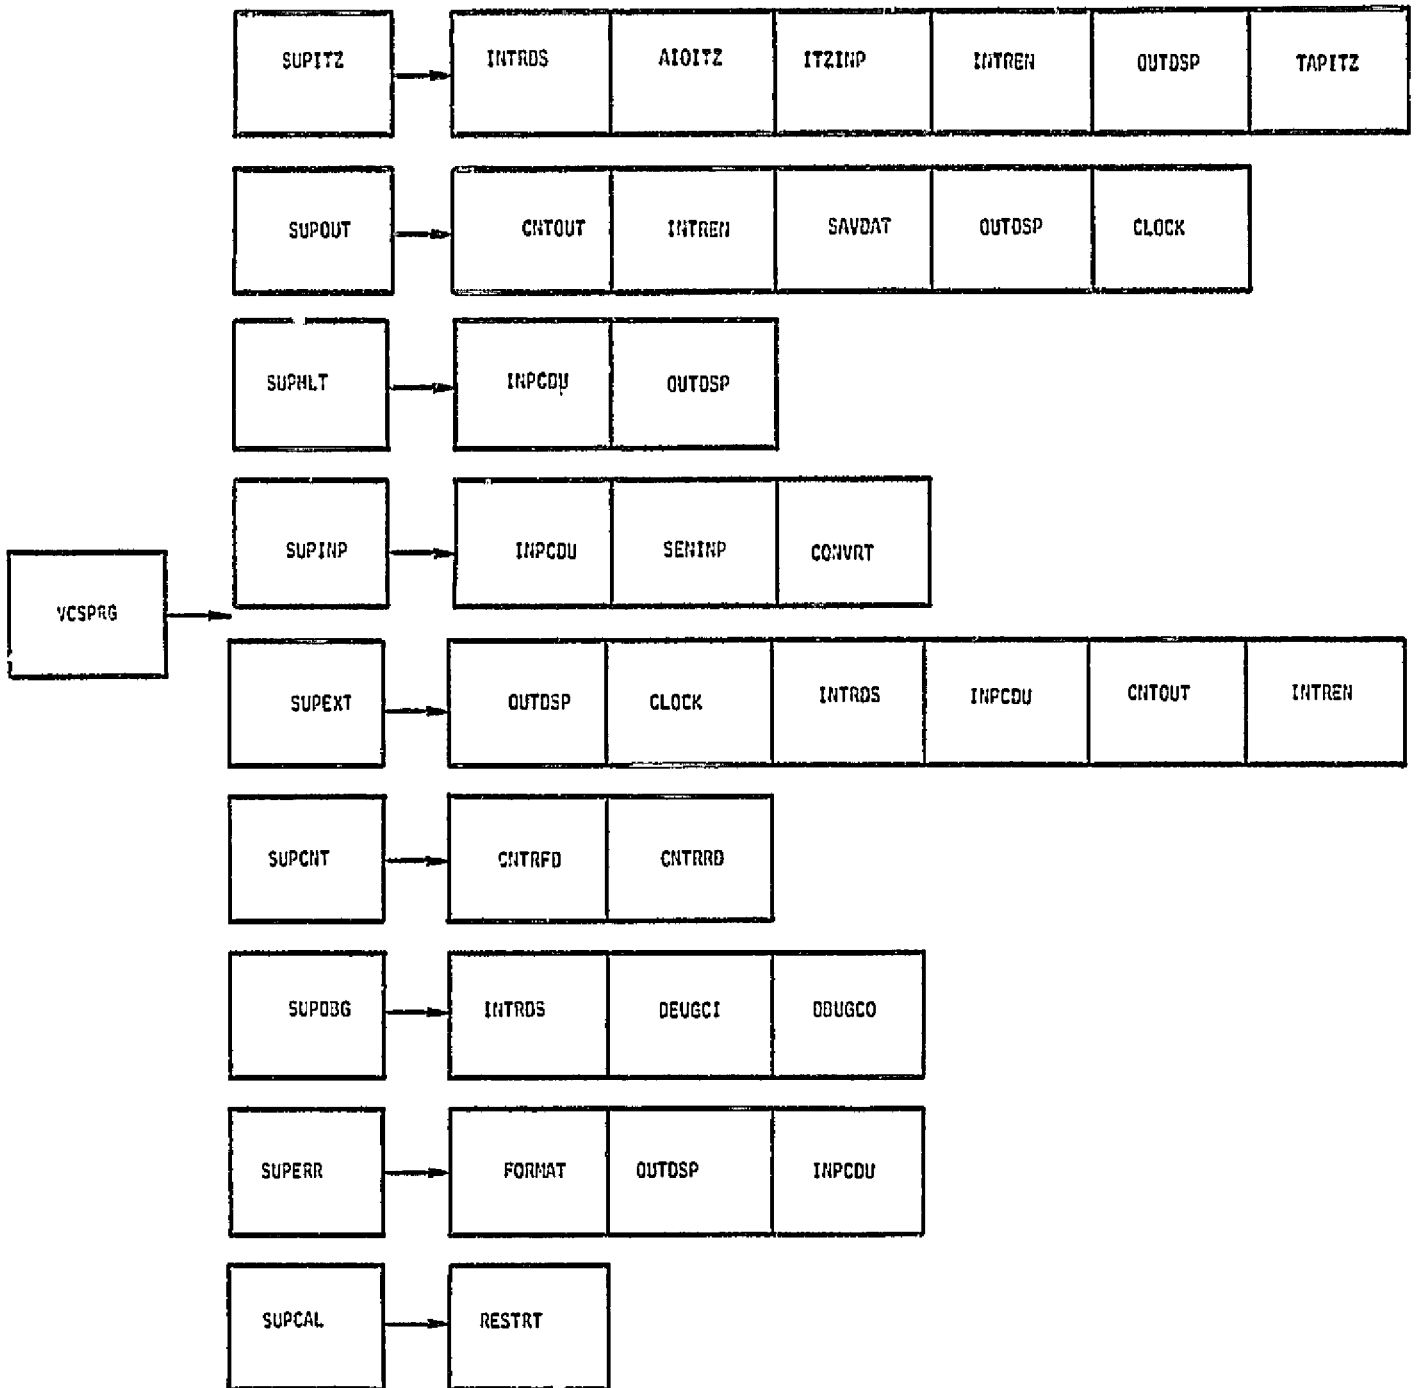 SUPITZ INTRDS AIOITZ ITZINP INTREN OUTDSP TAPITZ
SUPOUT CNTOUT INTREN SAVDAT OUTDSP CLOCK
SUPHLT INPCDU OUTDSP
SUPINP INPCDU SENINP CONVRT
VCSPRG
SUPEXT OUTDSP CLOCK INTRDS INPCDU CNTOUT INTREN
SUPCNT CNTRFD CNTRRD
SUPDBG INTRDS DEUGCI DBUGCO
SUPERR FORMAT OUTDSP INPCDU
SUPCAL RESTRT